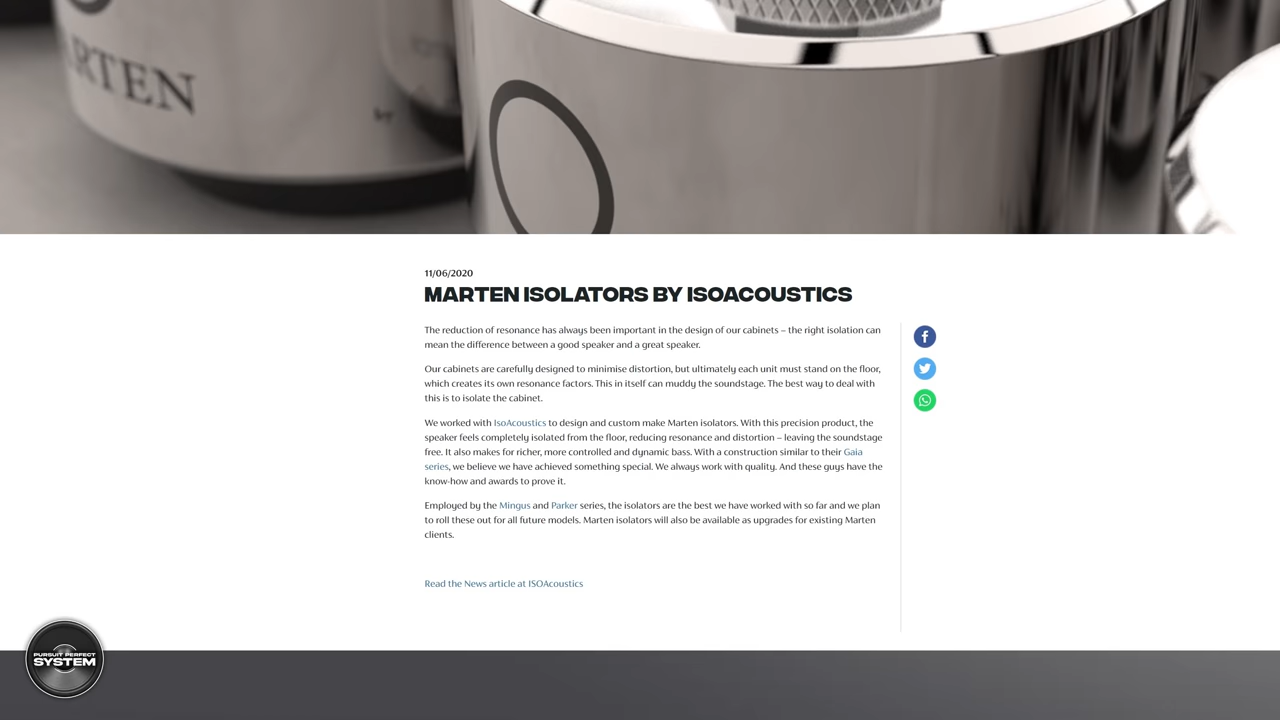 ARTEN
11/06/2020
MARTEN ISOLATORS BY ISOACOUSTICS
The reduction of resonance has always been important in the design of our cabinets – the right isolation can
mean the difference between a good speaker and a great speaker.
Our cabinets are carefully designed to minimise distortion, but ultimately each unit must stand on the floor,
which creates its own resonance factors. This in itself can muddy the soundstage. The best way to deal with
this is to isolate the cabinet.
We worked with IsoAcoustics to design and custom make Marten isolators. With this precision product, the
speaker feels completely isolated from the floor, reducing resonance and distortion – leaving the soundstage
free. It also makes for richer, more controlled and dynamic bass. With a construction similar to their Gaia
series, we believe we have achieved something special. We always work with quality. And these guys have the
know-how and awards to prove it.
Employed by the Mingus and Parker series, the isolators are the best we have worked with so far and we plan
to roll these out for all future models. Marten isolators will also be available as upgrades for existing Marten
clients.
Read the News article at ISOAcoustics
PURSUIT PERFECT
SYSTEM